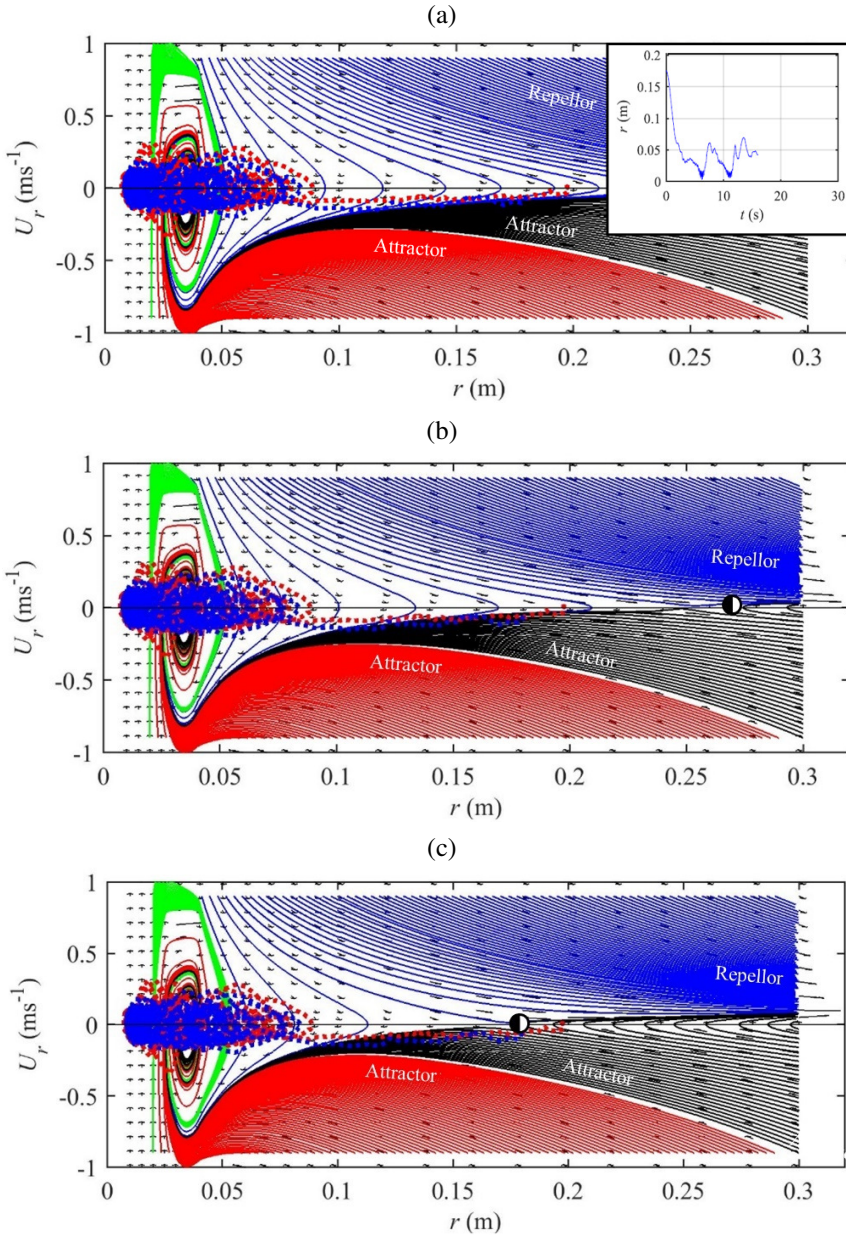 (a)
1
0.5
0
-0.5
-1
U_r (ms⁻¹)
Repellor
Attractor
Attractor
0.2
0.15
0.1
0.05
0
r (m)
0 10 20 30
t (s)
0 0.05 0.1 0.15 0.2 0.25 0.3
r (m)
(b)
1
0.5
0
-0.5
-1
U_r (ms⁻¹)
Repellor
Attractor
Attractor
0 0.05 0.1 0.15 0.2 0.25 0.3
r (m)
(c)
1
0.5
0
-0.5
-1
U_r (ms⁻¹)
Repellor
Attractor
Attractor
0 0.05 0.1 0.15 0.2 0.25 0.3
r (m)